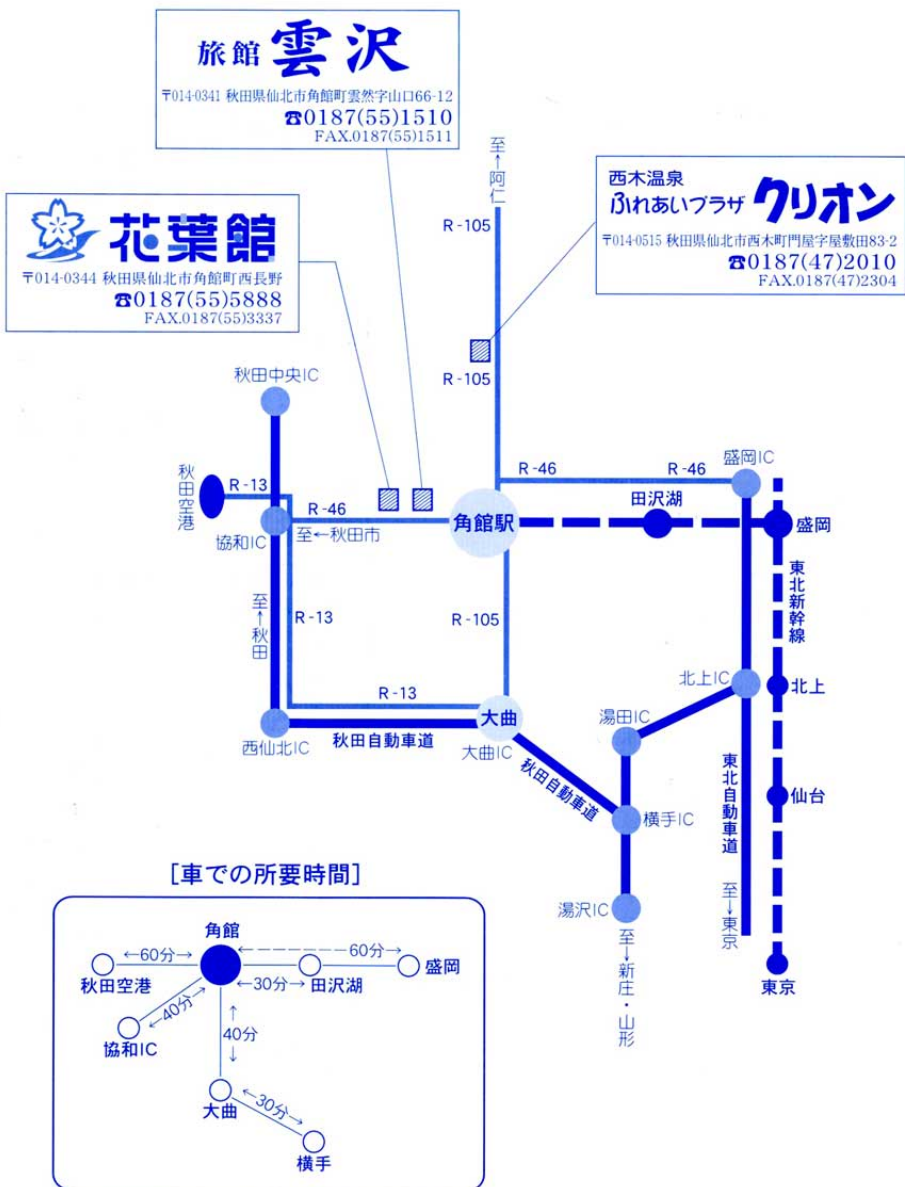 旅館 雲沢
〒014-0341 秋田県仙北市角館町雲然字山口66-12
☎0187(55)1510
FAX.0187(55)1511
花葉館
〒014-0344 秋田県仙北市角館町西長野
☎0187(55)5888
FAX.0187(55)3337
西木温泉
ふれあいプラザ クリオン
〒014-0515 秋田県仙北市西木町門屋字屋敷田83-2
☎0187(47)2010
FAX.0187(47)2304
至→阿仁
R-105
R-105
秋田中央IC
秋田空港
R-13
R-46
至←秋田市
協和IC
角館駅
R-46
R-46
盛岡IC
田沢湖
盛岡
東北新幹線
至→秋田
R-13
R-105
R-13
西仙北IC
秋田自動車道
大曲
大曲IC
秋田自動車道
湯田IC
北上IC
北上
横手IC
東北自動車道
仙台
湯沢IC
至→新庄・山形
至→東京
東京
[車での所要時間]
角館
←60分→
秋田空港
←60分→
盛岡
←30分→
田沢湖
←40分→
協和IC
←40分→
大曲
←30分→
横手